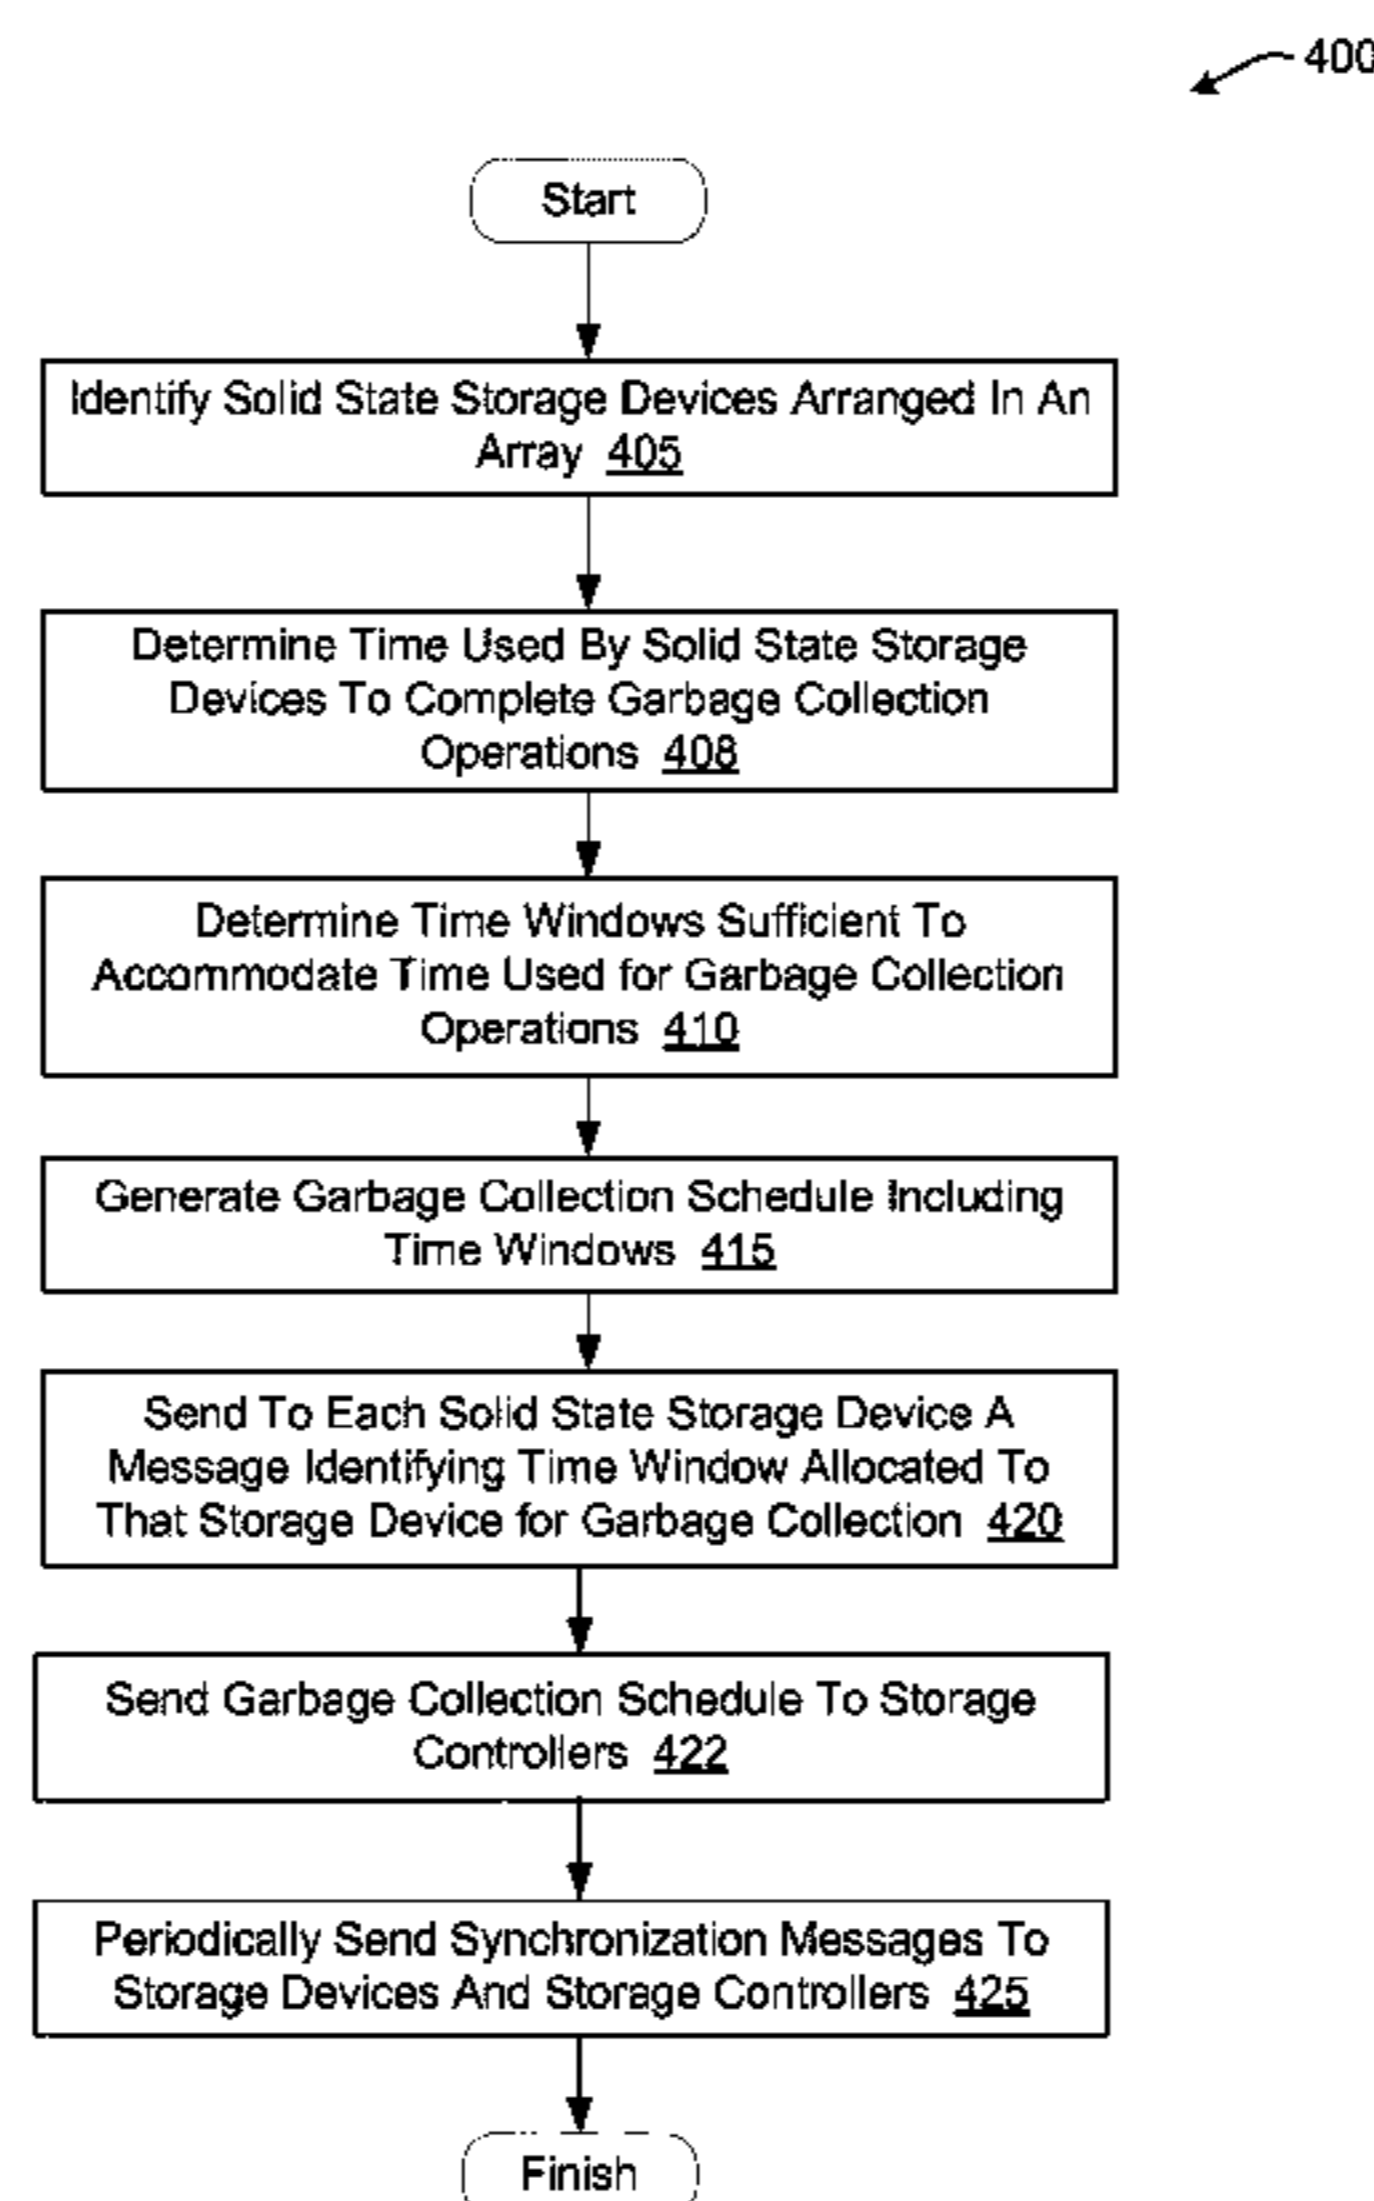 400
Start
Identify Solid State Storage Devices Arranged In An
Array 405
Determine Time Used By Solid State Storage
Devices To Complete Garbage Collection
Operations 408
Determine Time Windows Sufficient To
Accommodate Time Used for Garbage Collection
Operations 410
Generate Garbage Collection Schedule Including
Time Windows 415
Send To Each Solid State Storage Device A
Message Identifying Time Window Allocated To
That Storage Device for Garbage Collection 420
Send Garbage Collection Schedule To Storage
Controllers 422
Periodically Send Synchronization Messages To
Storage Devices And Storage Controllers 425
Finish